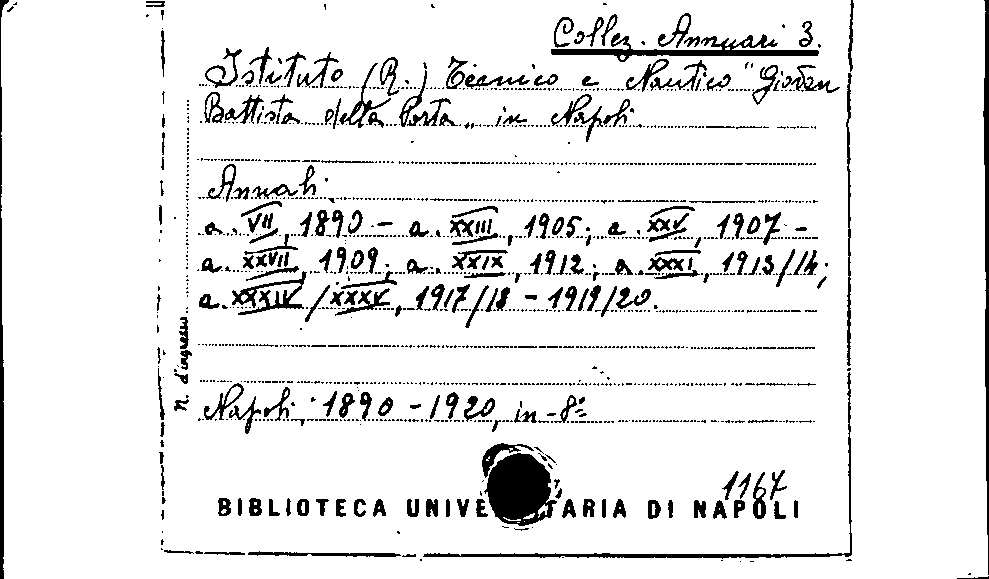 Collez. Annuari 3.
Istituto (R.) Tecnico e Nautico "Giovan
Battista della Porta" in Napoli.
Annali.
a. VII, 1890 - a. XXIII, 1905; a. XXV, 1907 -
a. XXVII, 1909; a. XXIX, 1912; a. XXXI, 1913/14;
a. XXXIV/XXXV, 1917/18 - 1919/20.
N. d'ingresso
Napoli, 1890 - 1920, in-8º
1167
BIBLIOTECA UNIVE TARIA DI NAPOLI